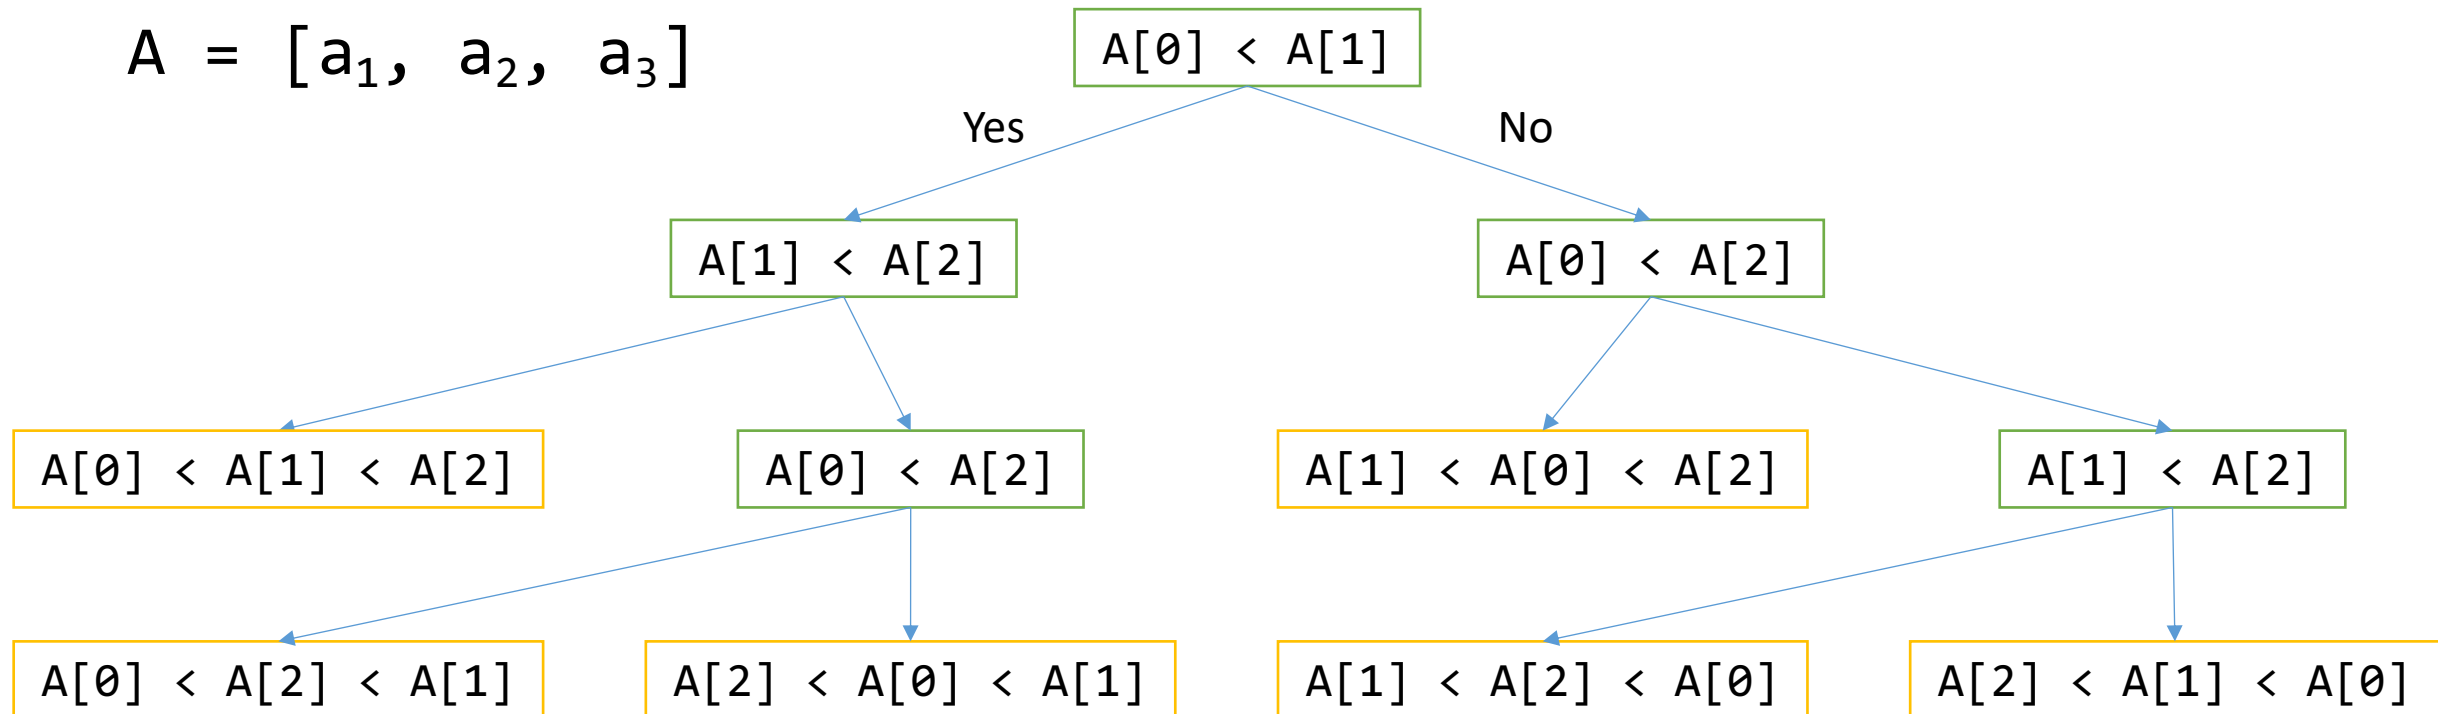 A = [a₁, a₂, a₃]
A[0] < A[1]
Yes
No
A[1] < A[2]
A[0] < A[2]
A[0] < A[1] < A[2]
A[0] < A[2]
A[1] < A[0] < A[2]
A[1] < A[2]
A[0] < A[2] < A[1]
A[2] < A[0] < A[1]
A[1] < A[2] < A[0]
A[2] < A[1] < A[0]